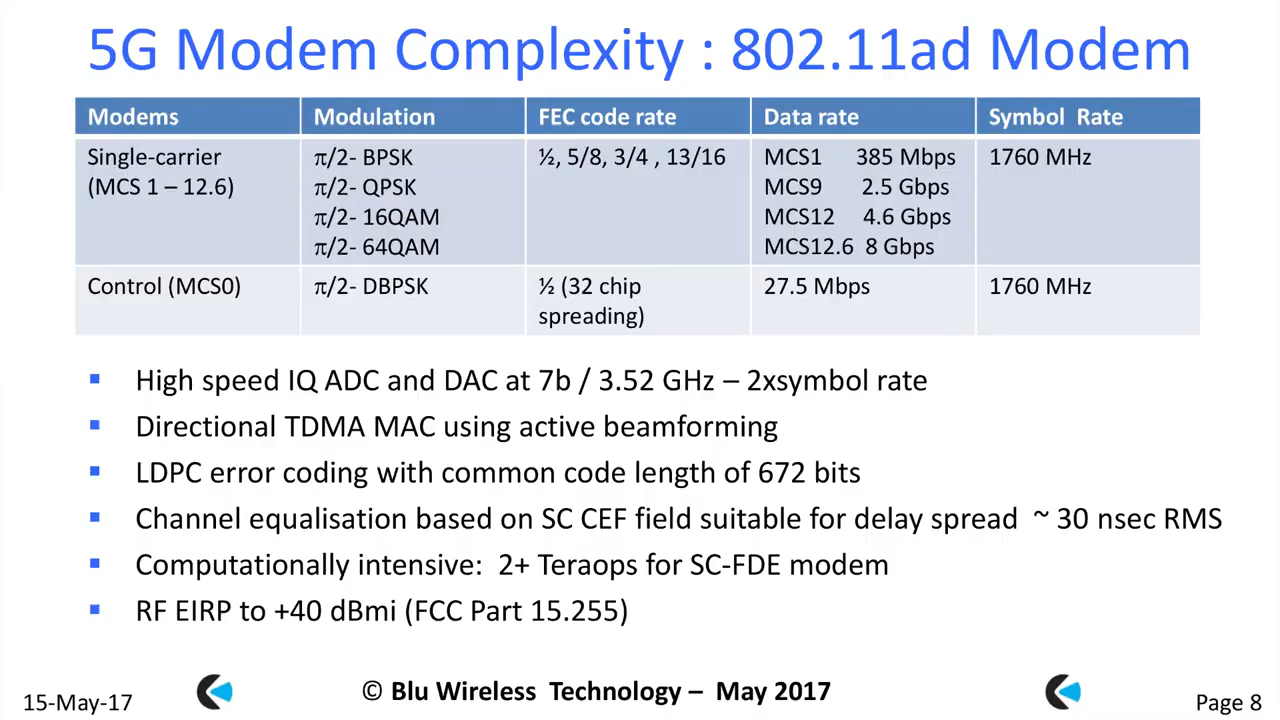 5G Modem Complexity : 802.11ad Modem
Modems Modulation FEC code rate Data rate Symbol Rate
Single-carrier π/2- BPSK ½, 5/8, 3/4 , 13/16 MCS1 385 Mbps 1760 MHz
(MCS 1 – 12.6) π/2- QPSK MCS9 2.5 Gbps
π/2- 16QAM MCS12 4.6 Gbps
π/2- 64QAM MCS12.6 8 Gbps
Control (MCS0) π/2- DBPSK ½ (32 chip 27.5 Mbps 1760 MHz
spreading)
▪ High speed IQ ADC and DAC at 7b / 3.52 GHz – 2xsymbol rate
▪ Directional TDMA MAC using active beamforming
▪ LDPC error coding with common code length of 672 bits
▪ Channel equalisation based on SC CEF field suitable for delay spread ~ 30 nsec RMS
▪ Computationally intensive: 2+ Teraops for SC-FDE modem
▪ RF EIRP to +40 dBmi (FCC Part 15.255)
15-May-17 © Blu Wireless Technology – May 2017 Page 8